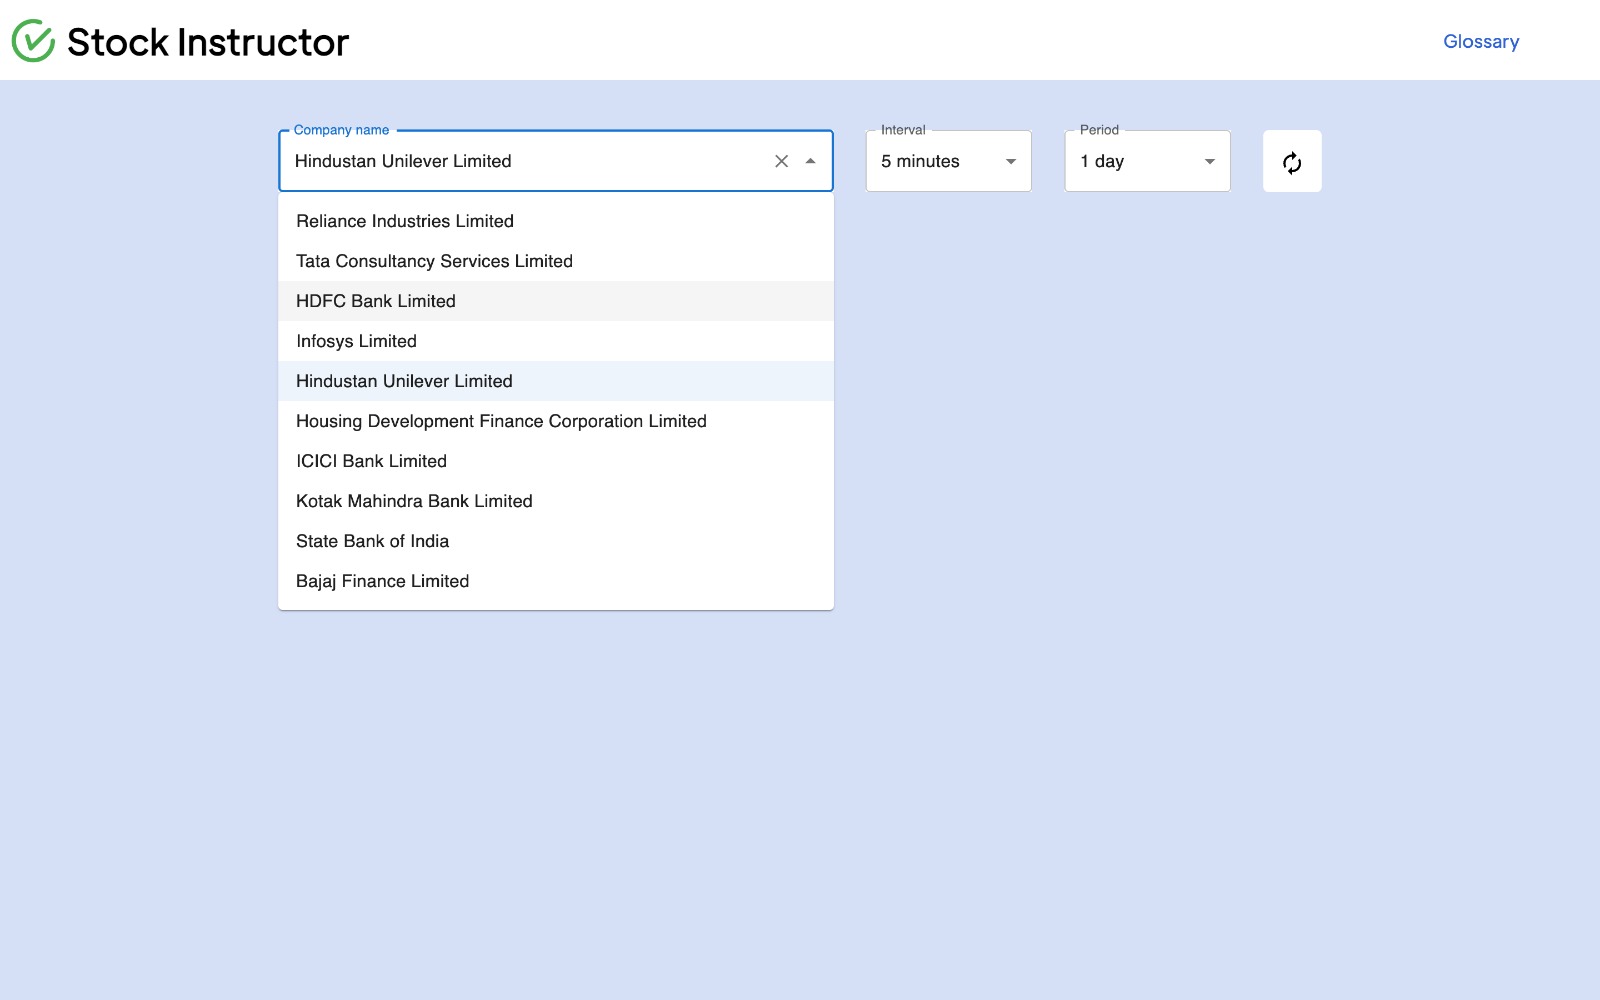 Stock Instructor
Glossary
Company name
Hindustan Unilever Limited
Interval
5 minutes
Period
1 day
Reliance Industries Limited
Tata Consultancy Services Limited
HDFC Bank Limited
Infosys Limited
Hindustan Unilever Limited
Housing Development Finance Corporation Limited
ICICI Bank Limited
Kotak Mahindra Bank Limited
State Bank of India
Bajaj Finance Limited